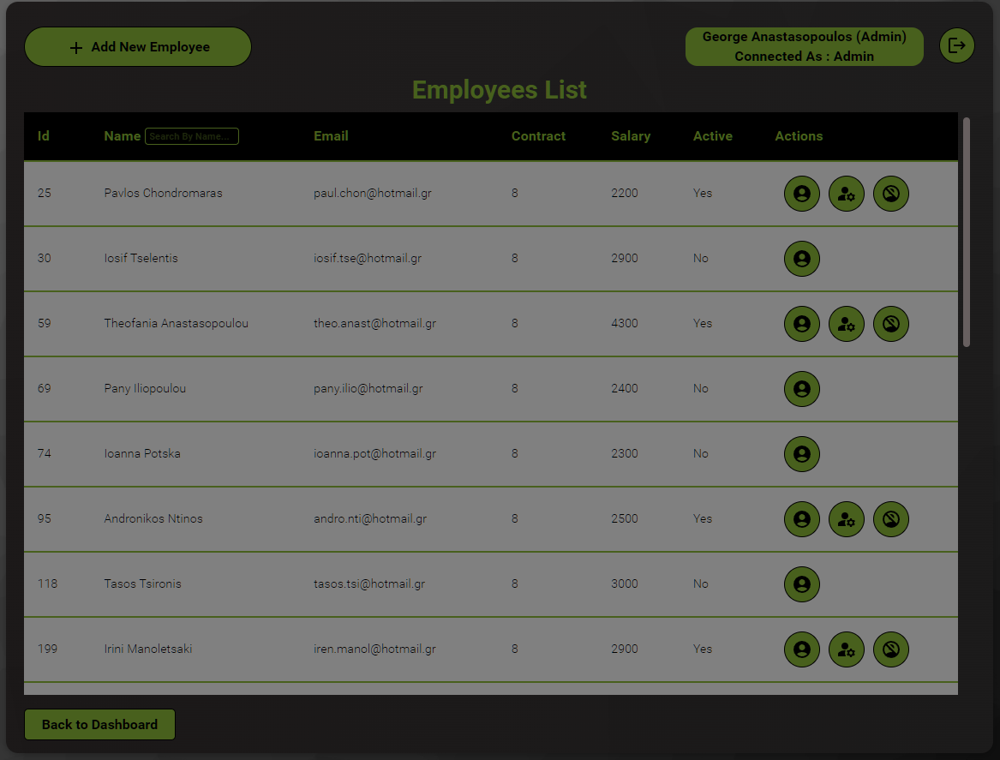 Add New Employee
George Anastasopoulos (Admin)
Connected As : Admin
Employees List
Id Name Search By Name... Email Contract Salary Active Actions
25 Pavlos Chondromaras paul.chon@hotmail.gr 8 2200 Yes
30 Iosif Tselentis iosif.tse@hotmail.gr 8 2900 No
59 Theofania Anastasopoulou theo.anast@hotmail.gr 8 4300 Yes
69 Pany Iliopoulou pany.ilio@hotmail.gr 8 2400 No
74 Ioanna Potska ioanna.pot@hotmail.gr 8 2300 No
95 Andronikos Ntinos andro.nti@hotmail.gr 8 2500 Yes
118 Tasos Tsironis tasos.tsi@hotmail.gr 8 3000 No
199 Irini Manoletsaki iren.manol@hotmail.gr 8 2900 Yes
Back to Dashboard